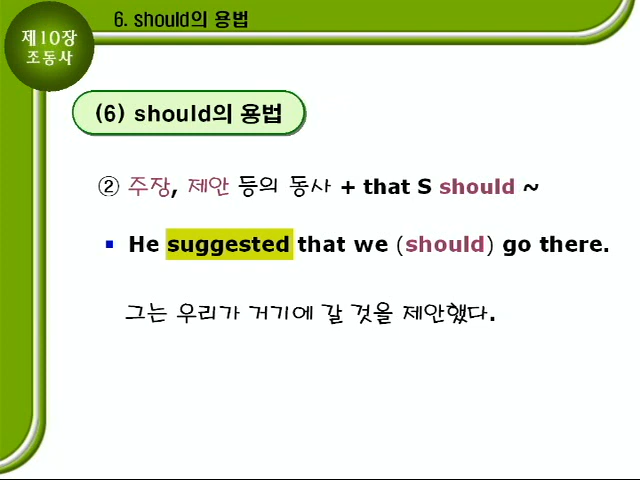 6. should의 용법
제10장
조동사
(6) should의 용법
② 주장, 제안 등의 동사 + that S should ~
▪ He suggested that we (should) go there.
그는 우리가 거기에 갈 것을 제안했다.